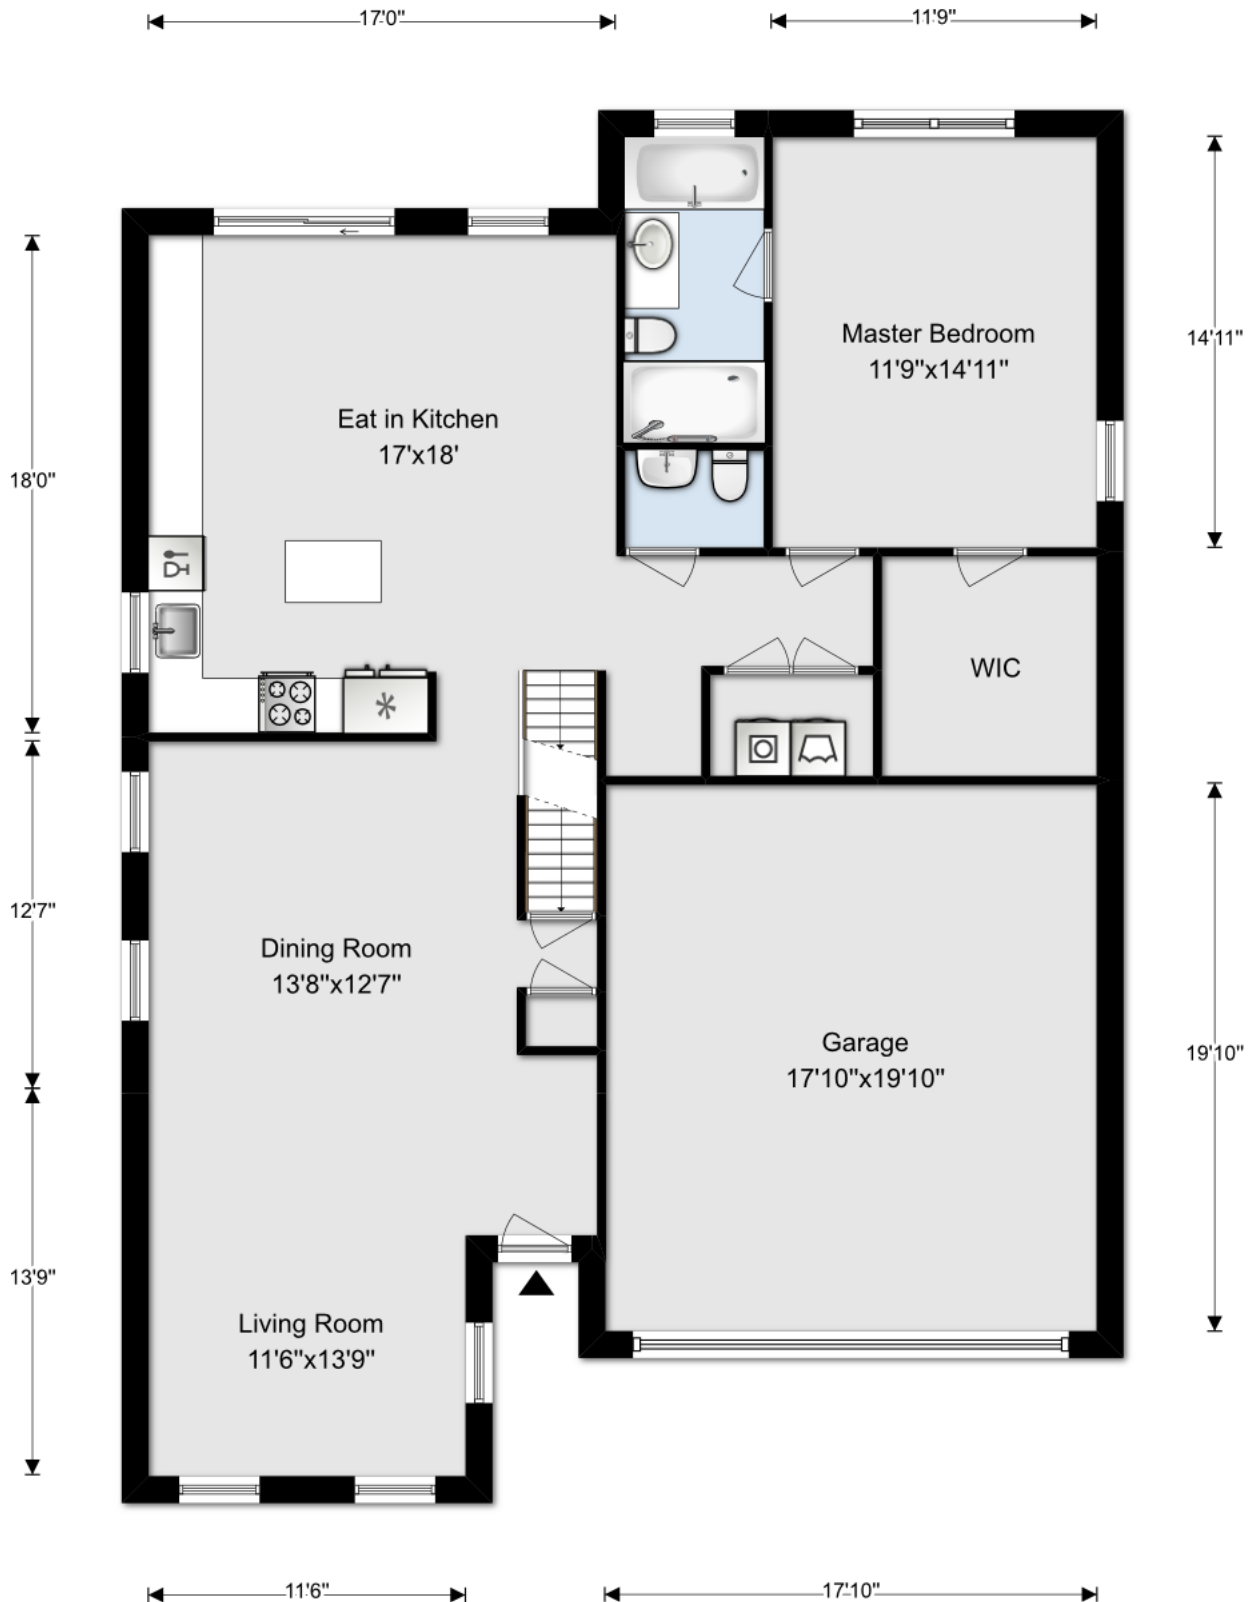 17'0"
11'9"
Master Bedroom
11'9"x14'11"
14'11"
Eat in Kitchen
17'x18'
18'0"
WIC
12'7"
Dining Room
13'8"x12'7"
Garage
17'10"x19'10"
19'10"
13'9"
Living Room
11'6"x13'9"
11'6"
17'10"